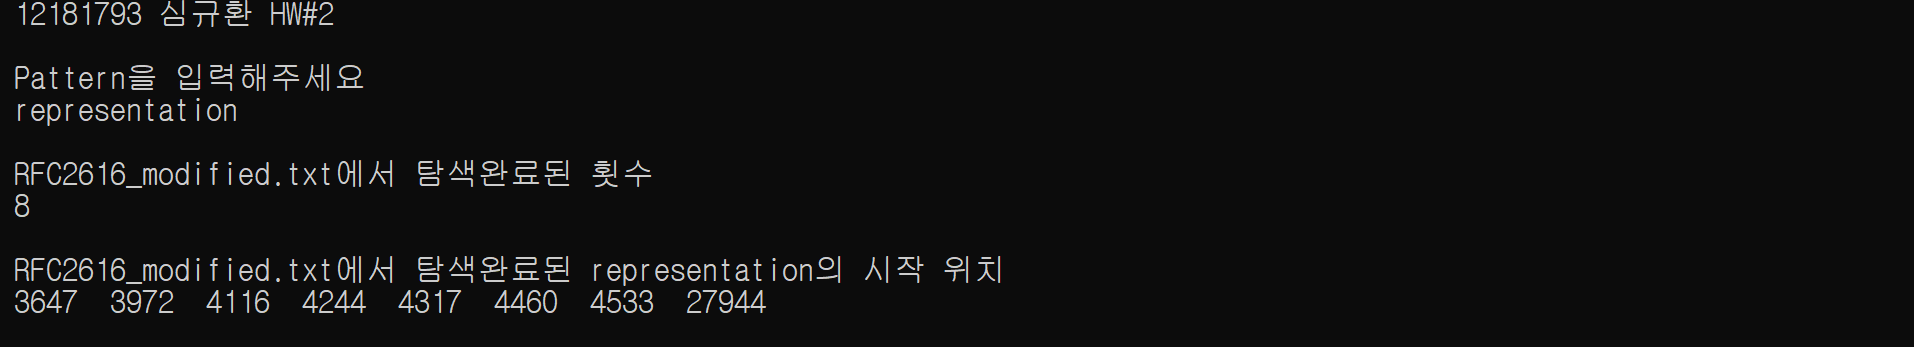 12181793 심규환 HW#2
Pattern을 입력해주세요
representation
RFC2616_modified.txt에서 탐색완료된 횟수
8
RFC2616_modified.txt에서 탐색완료된 representation의 시작 위치
3647 3972 4116 4244 4317 4460 4533 27944